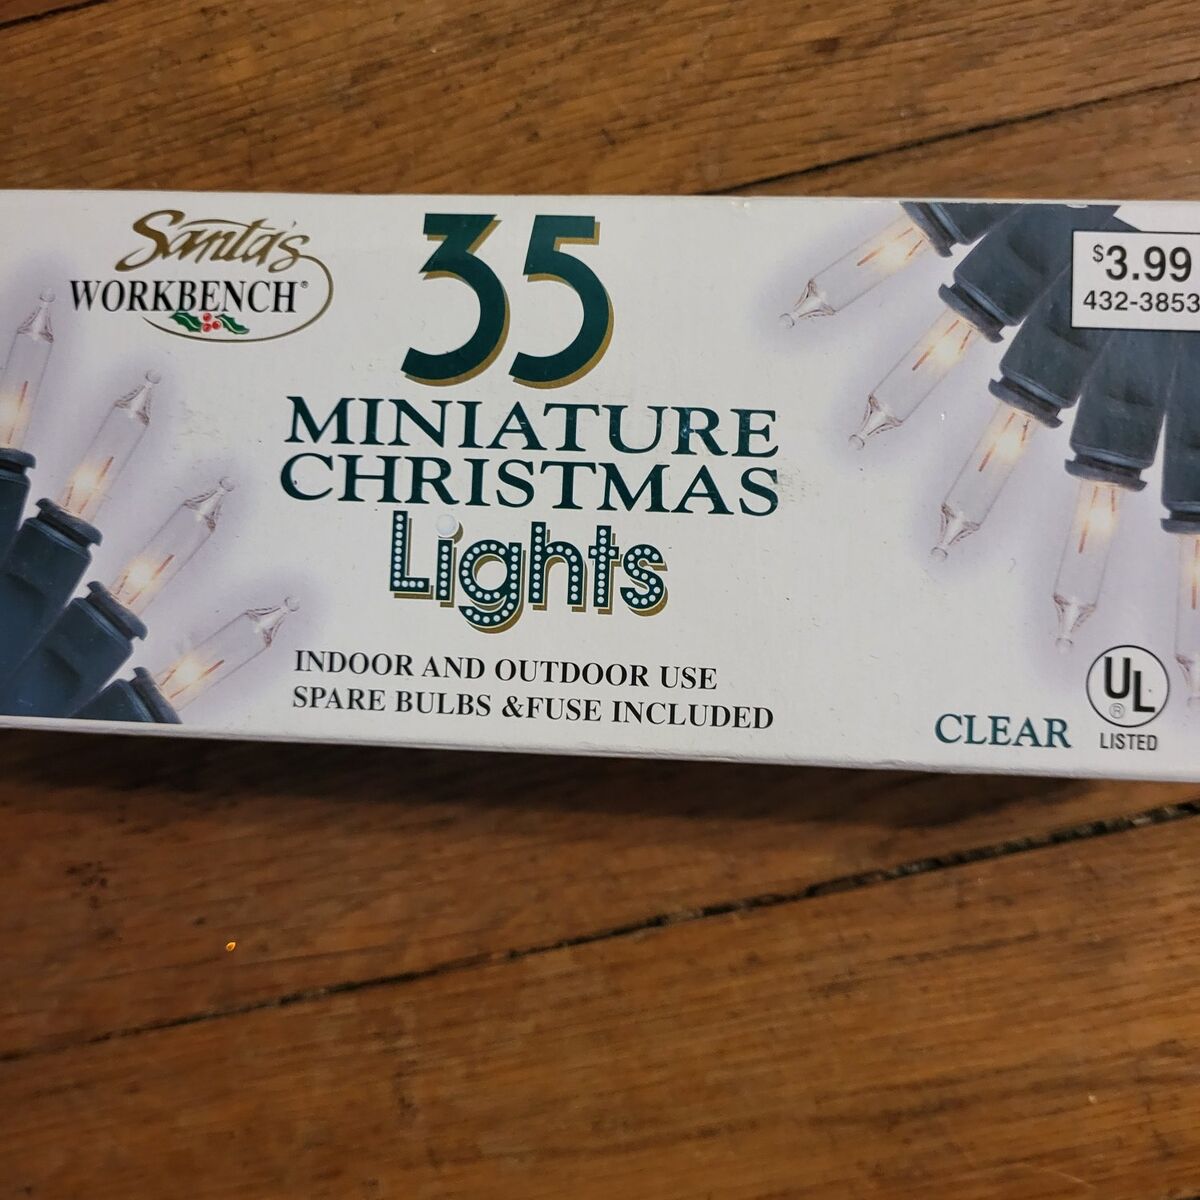 Santa's
WORKBENCH®
35
MINIATURE
CHRISTMAS
Lights
INDOOR AND OUTDOOR USE
SPARE BULBS &FUSE INCLUDED
$3.99
432-3853
CLEAR
UL
®
LISTED